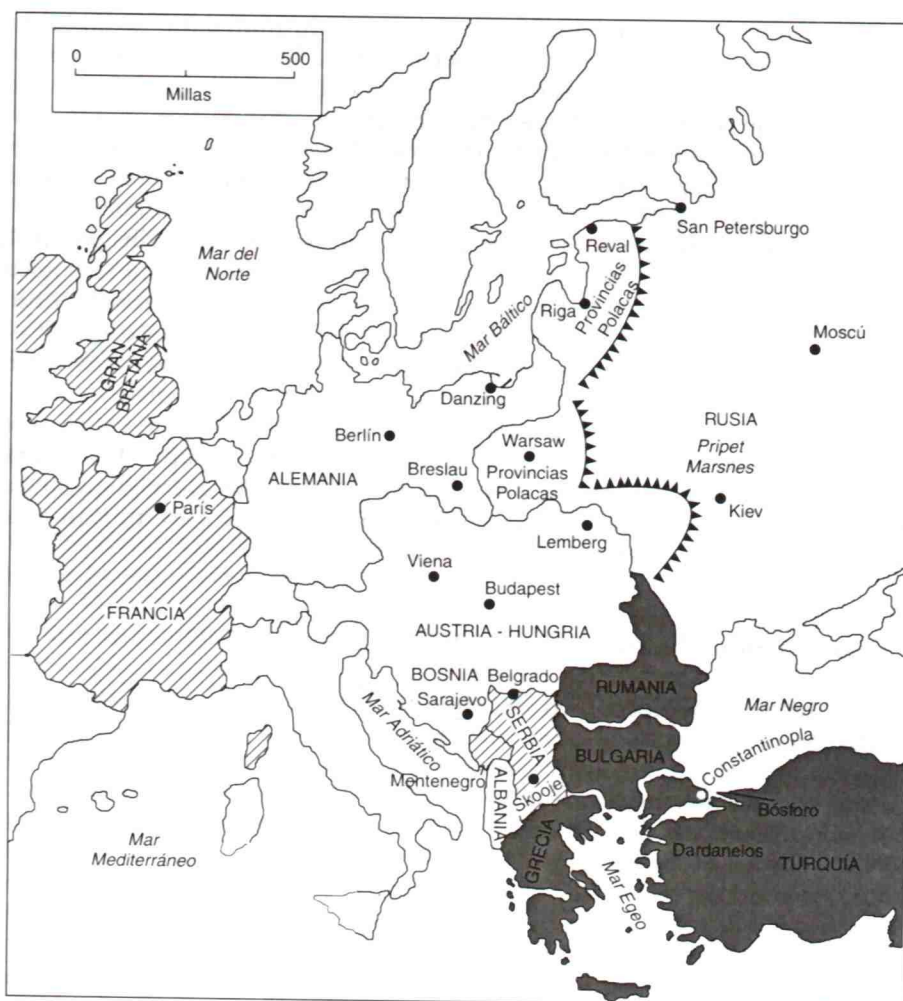 0 500
Millas
Mar del
Norte
San Petersburgo
Reval
Provincias
Polacas
Riga
Mar Báltico
Moscú
GRAN
BRETANA
Danzing
RUSIA
Berlín
Warsaw
Pripet
Marsnes
ALEMANIA
Breslau
Provincias
Polacas
París
Kiev
Lemberg
Viena
Budapest
FRANCIA
AUSTRIA - HUNGRIA
BOSNIA
Belgrado
RUMANIA
Sarajevo
SERBIA
Mar Negro
Mar Adriático
BULGARIA
Constantinopla
Montenegro
Skooje
ALBANIA
Bósforo
Mar
Mediterráneo
GRECIA
Dardanelos
TURQUÍA
Mar Egeo